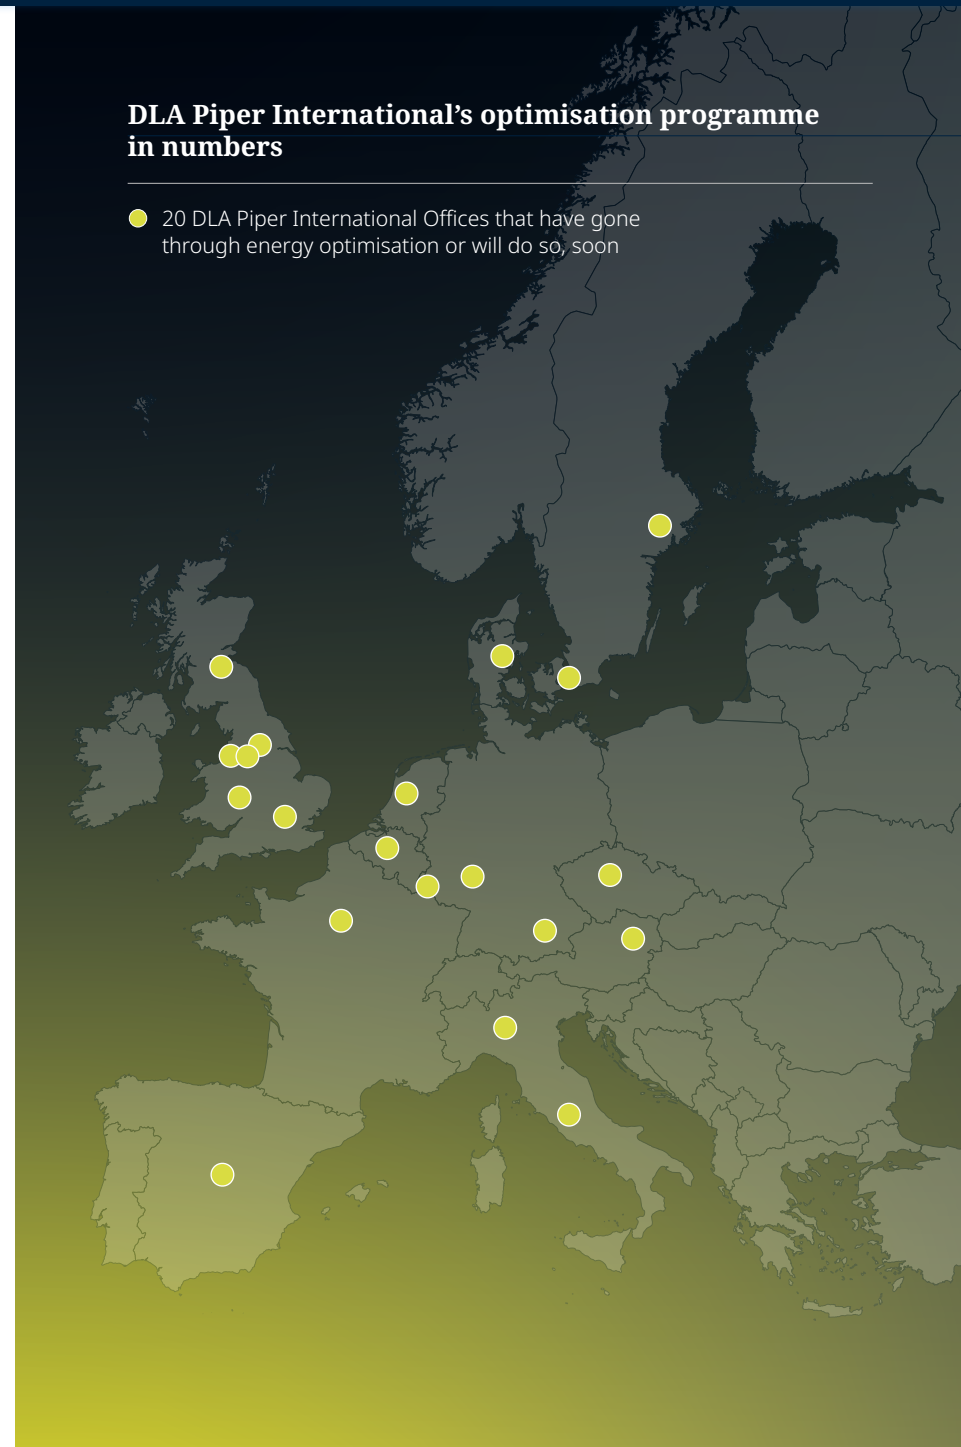 DLA Piper International’s optimisation programme
in numbers
20 DLA Piper International Offices that have gone
through energy optimisation or will do so, soon